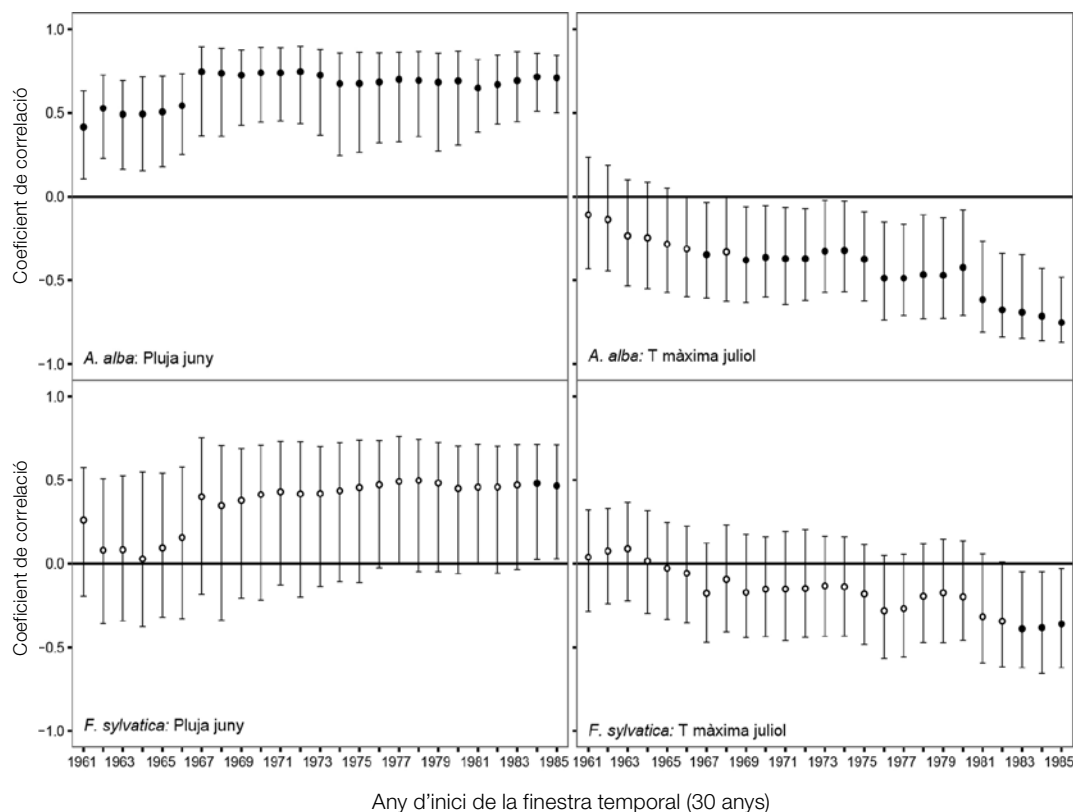 Coeficient de correlació
1.0
0.5
0.0
−0.5
−1.0
A. alba: Pluja juny
A. alba: T màxima juliol
Coeficient de correlació
1.0
0.5
0.0
−0.5
−1.0
F. sylvatica: Pluja juny
F. sylvatica: T màxima juliol
1961 1963 1965 1967 1969 1971 1973 1975 1977 1979 1981 1983 1985
1961 1963 1965 1967 1969 1971 1973 1975 1977 1979 1981 1983 1985
Any d’inici de la finestra temporal (30 anys)